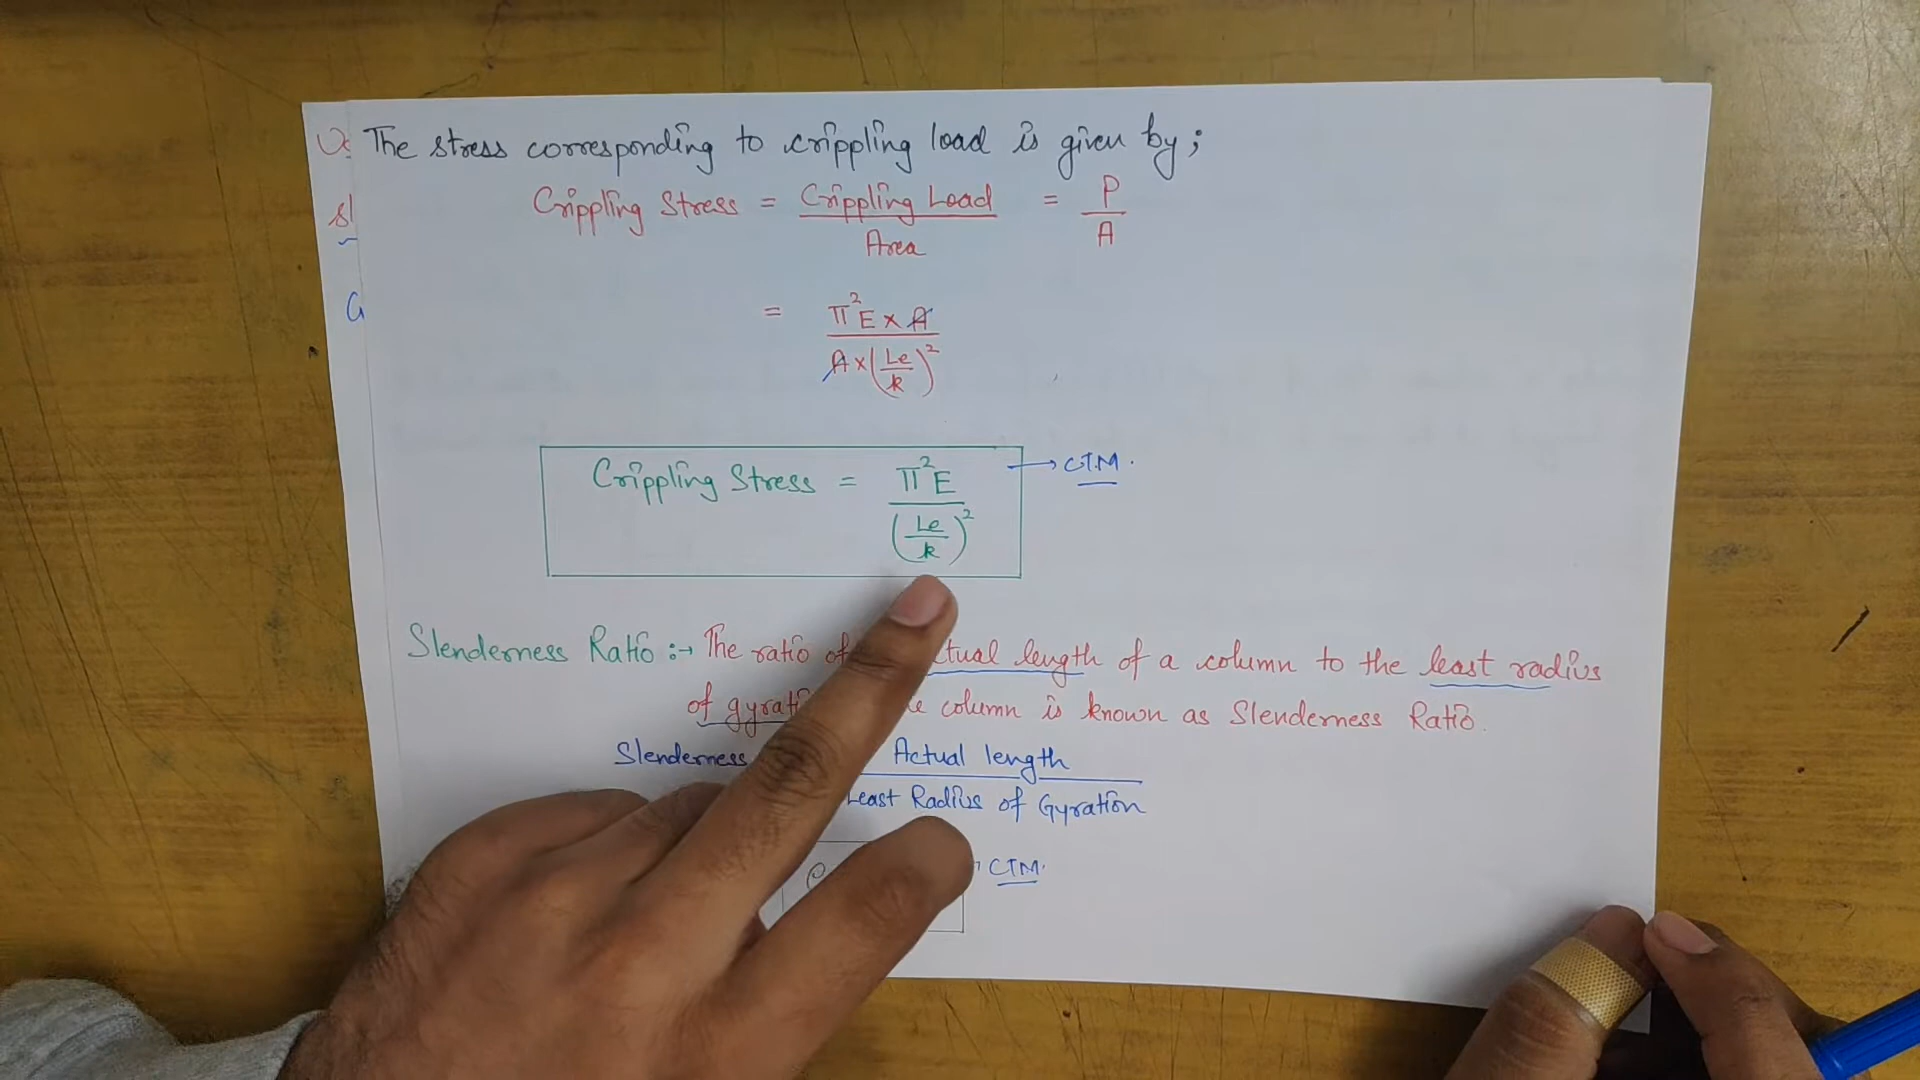 The stress corresponding to crippling load is given by;
Crippling Stress = Crippling Load / Area = P / A
= π²E × A / A × (Le / k)²
Crippling Stress = π²E / (Le / k)² → CTM.
Slenderness Ratio :→ The ratio of actual length of a column to the least radius
of gyrati column is known as Slenderness Ratio.
Slenderness Actual length
Least Radius of Gyration
CTM.